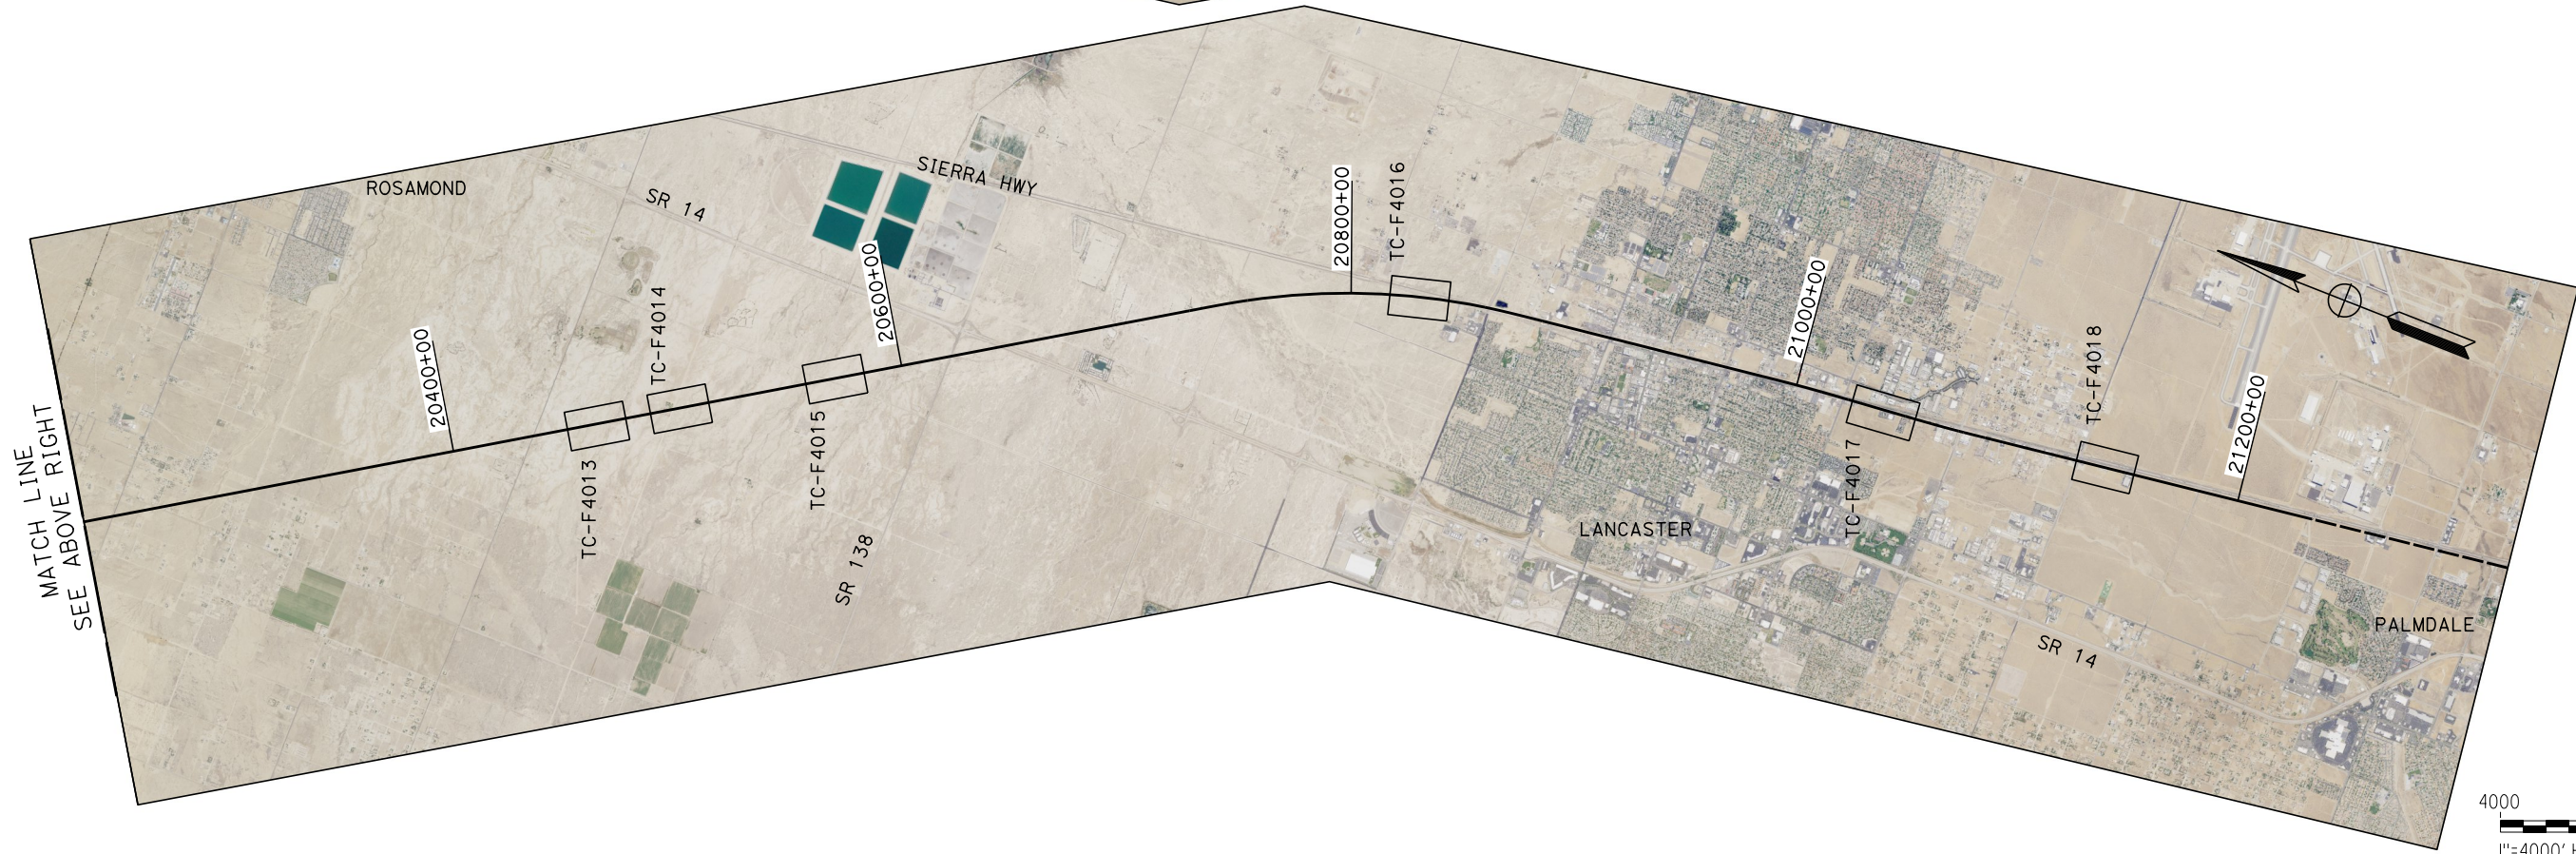 ROSAMOND
SR 14
SIERRA HWY
20800+00
TC-F4016
20400+00
TC-F4014
20600+00
21000+00
TC-F4018
21200+00
MATCH LINE
SEE ABOVE RIGHT
TC-F4013
TC-F4015
SR 138
LANCASTER
TC-F4017
SR 14
PALMDALE
4000
1"=4000'